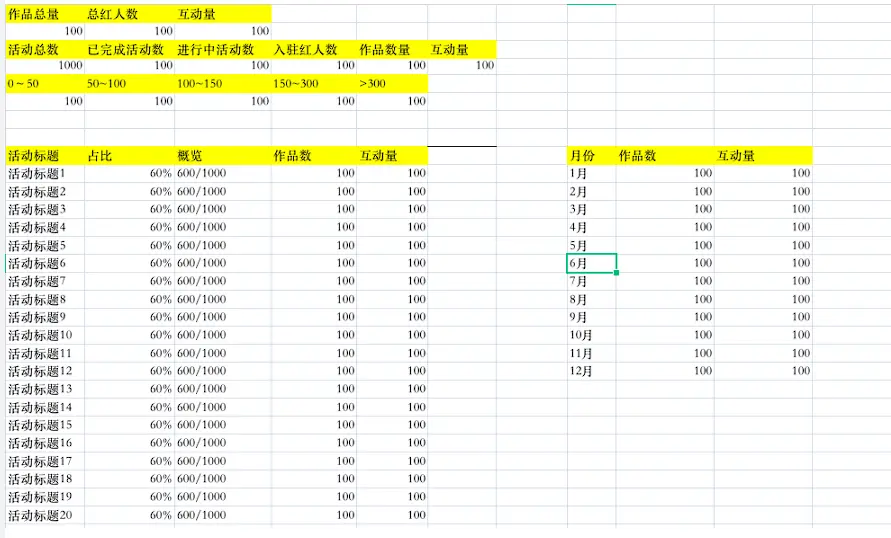 作品总量 总红人数 互动量
100 100 100
活动总数 已完成活动数 进行中活动数 入驻红人数 作品数量 互动量
1000 100 100 100 100 100
0~50 50~100 100~150 150~300 >300
100 100 100 100 100
活动标题 占比 概览 作品数 互动量 月份 作品数 互动量
活动标题1 60% 600/1000 100 100 1月 100 100
活动标题2 60% 600/1000 100 100 2月 100 100
活动标题3 60% 600/1000 100 100 3月 100 100
活动标题4 60% 600/1000 100 100 4月 100 100
活动标题5 60% 600/1000 100 100 5月 100 100
活动标题6 60% 600/1000 100 100 6月 100 100
活动标题7 60% 600/1000 100 100 7月 100 100
活动标题8 60% 600/1000 100 100 8月 100 100
活动标题9 60% 600/1000 100 100 9月 100 100
活动标题10 60% 600/1000 100 100 10月 100 100
活动标题11 60% 600/1000 100 100 11月 100 100
活动标题12 60% 600/1000 100 100 12月 100 100
活动标题13 60% 600/1000 100 100
活动标题14 60% 600/1000 100 100
活动标题15 60% 600/1000 100 100
活动标题16 60% 600/1000 100 100
活动标题17 60% 600/1000 100 100
活动标题18 60% 600/1000 100 100
活动标题19 60% 600/1000 100 100
活动标题20 60% 600/1000 100 100